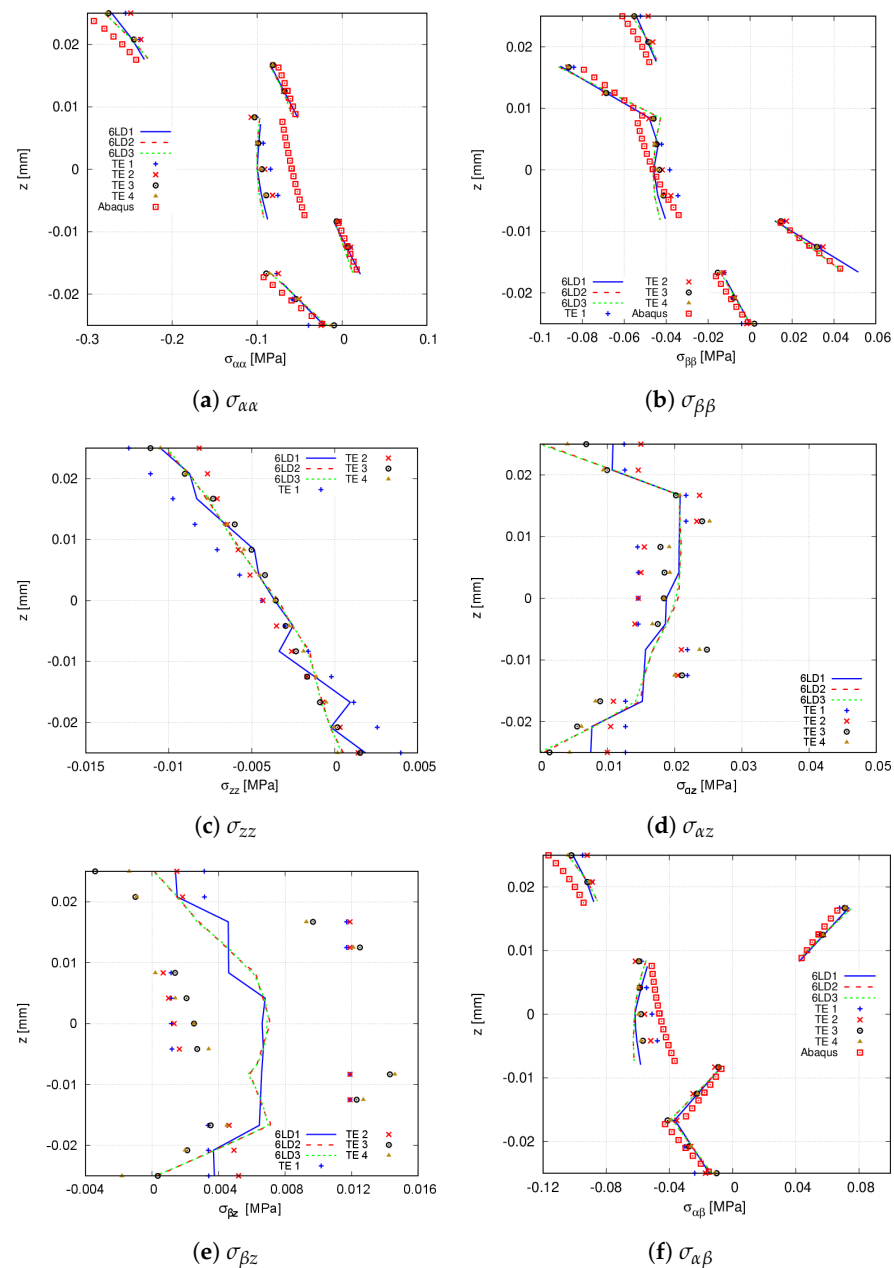 0.02
0.01
0
-0.01
-0.02
z [mm]
6LD1
6LD2
6LD3
TE 1
TE 2
TE 3
TE 4
Abaqus
-0.3 -0.2 -0.1 0 0.1
σαα [MPa]
(a) σαα
0.02
0.01
0
-0.01
-0.02
z [mm]
6LD1 TE 2
6LD2 TE 3
6LD3 TE 4
TE 1 Abaqus
-0.1 -0.08 -0.06 -0.04 -0.02 0 0.02 0.04 0.06
σββ [MPa]
(b) σββ
6LD1 TE 2
6LD2 TE 3
6LD3 TE 4
TE 1
0.02
0.01
0
-0.01
-0.02
z [mm]
-0.015 -0.01 -0.005 0 0.005
σzz [MPa]
(c) σzz
0.02
0.01
0
-0.01
-0.02
z [mm]
6LD1
6LD2
6LD3
TE 1
TE 2
TE 3
TE 4
0 0.01 0.02 0.03 0.04 0.05
σαz [MPa]
(d) σαz
0.02
0.01
0
-0.01
-0.02
z [mm]
6LD1 TE 2
6LD2 TE 3
6LD3 TE 4
TE 1
-0.004 0 0.004 0.008 0.012 0.016
σβz [MPa]
(e) σβz
0.02
0.01
0
-0.01
-0.02
z [mm]
6LD1
6LD2
6LD3
TE 1
TE 2
TE 3
TE 4
Abaqus
-0.12 -0.08 -0.04 0 0.04 0.08
σαβ [MPa]
(f) σαβ